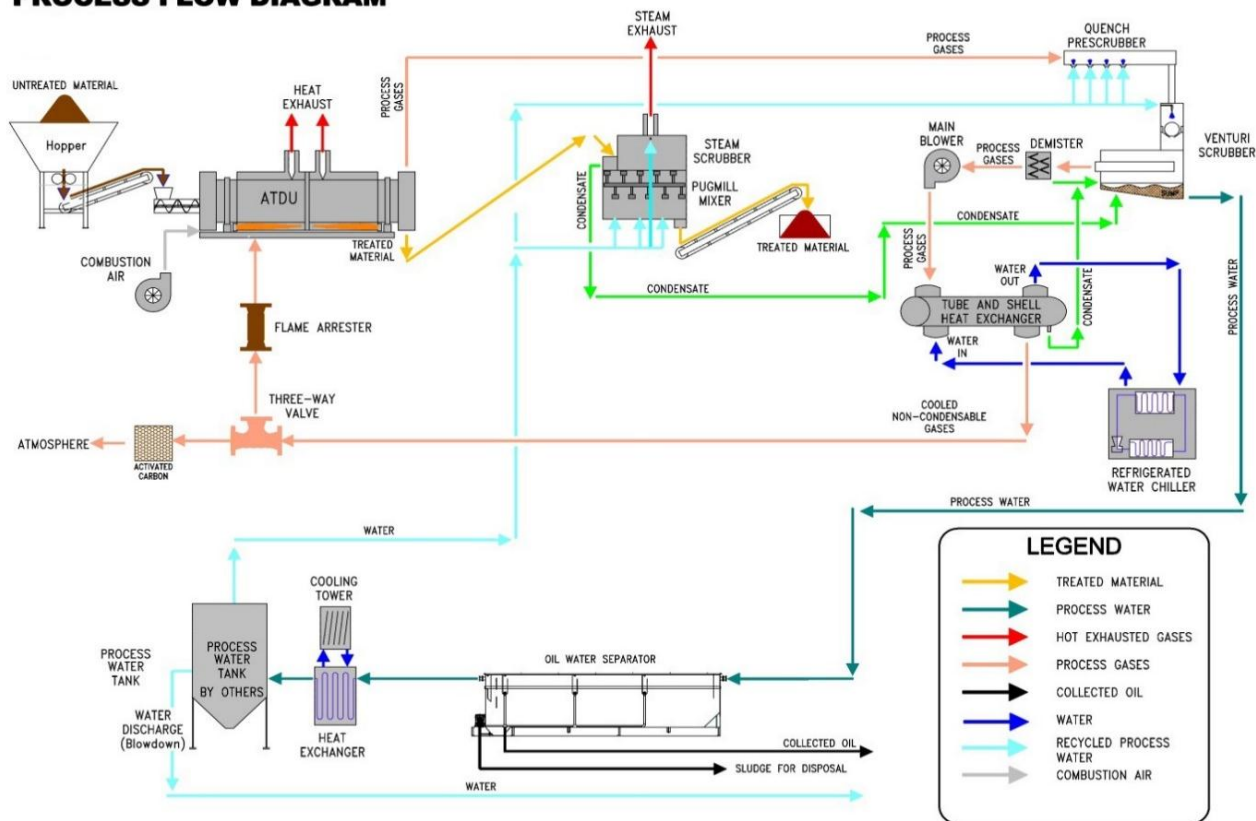 PROCESS FLOW DIAGRAM
STEAM
EXHAUST
PROCESS
GASES
QUENCH
PRESCRUBBER
UNTREATED MATERIAL
Hopper
HEAT
EXHAUST
PROCESS
GASES
ATDU
STEAM
SCRUBBER
PUGMILL
MIXER
MAIN
BLOWER
PROCESS
GASES
DEMISTER
VENTURI
SCRUBBER
SUMP
CONDENSATE
TREATED
MATERIAL
TREATED MATERIAL
COMBUSTION
AIR
CONDENSATE
CONDENSATE
PROCESS
GASES
WATER
OUT
TUBE AND SHELL
HEAT EXCHANGER
WATER
IN
CONDENSATE
PROCESS WATER
FLAME ARRESTER
THREE-WAY
VALVE
ATMOSPHERE
ACTIVATED
CARBON
COOLED
NON-CONDENSABLE
GASES
REFRIGERATED
WATER CHILLER
PROCESS WATER
WATER
COOLING
TOWER
PROCESS
WATER
TANK
PROCESS
WATER
TANK
BY OTHERS
OIL WATER SEPARATOR
WATER
DISCHARGE
(Blowdown)
HEAT
EXCHANGER
COLLECTED OIL
SLUDGE FOR DISPOSAL
WATER
LEGEND
TREATED MATERIAL
PROCESS WATER
HOT EXHAUSTED GASES
PROCESS GASES
COLLECTED OIL
WATER
RECYCLED PROCESS
WATER
COMBUSTION AIR